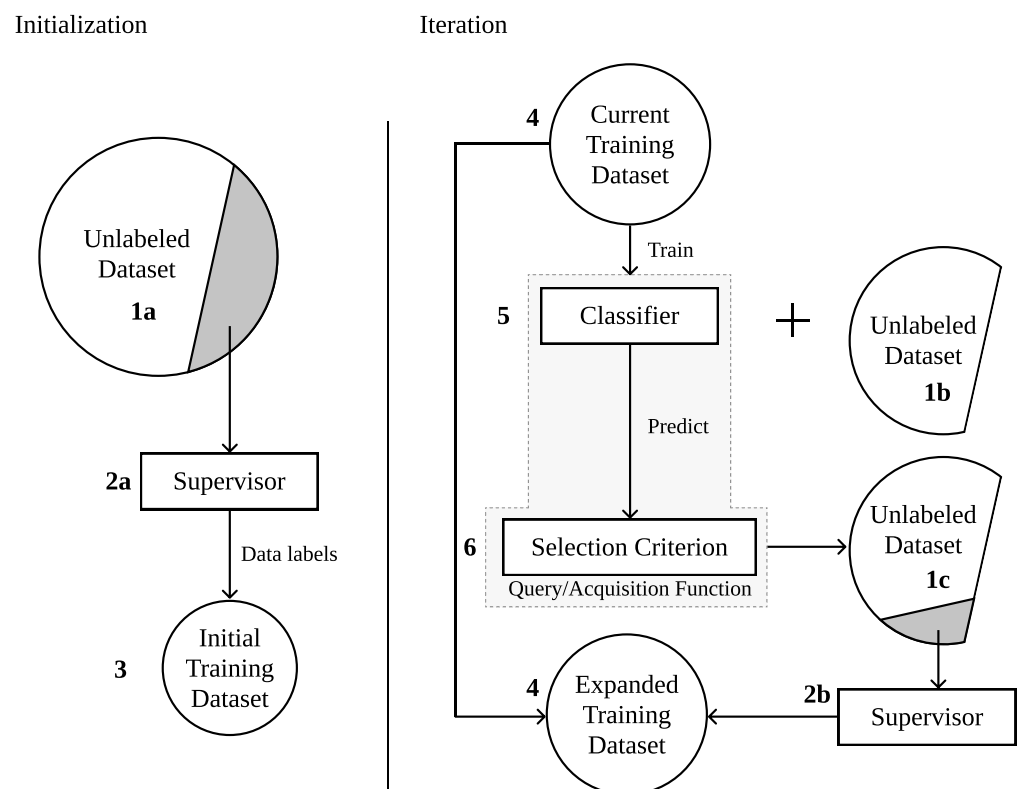 Initialization
Unlabeled
Dataset
1a
2a
Supervisor
Data labels
3
Initial
Training
Dataset
Iteration
4
Current
Training
Dataset
Train
5
Classifier
Unlabeled
Dataset
1b
Predict
6
Selection Criterion
Query/Acquisition Function
Unlabeled
Dataset
1c
4
Expanded
Training
Dataset
2b
Supervisor